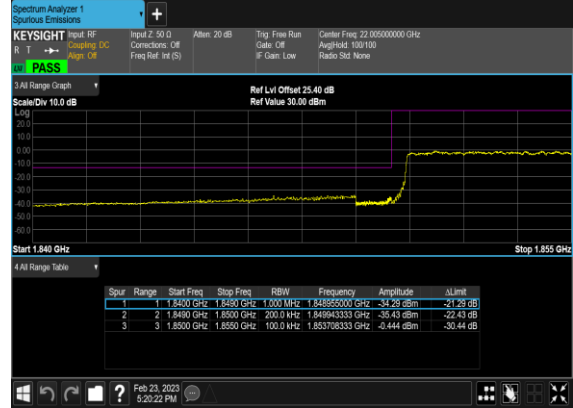 Spectrum Analyzer 1
Spurious Emissions
KEYSIGHT Input: RF Input Z: 50 Ω Atten: 20 dB Trig: Free Run Center Freq: 22.005000000 GHz
R T Coupling: DC Corrections: Off Gate: Off Avg|Hold: 100/100
Align: Off Freq Ref: Int (S) IF Gain: Low Radio Std: None
PASS
3 All Range Graph
Ref Lvl Offset 25.40 dB
Scale/Div 10.0 dB Ref Value 30.00 dBm
Log
20.0
10.0
0.00
-10.0
-20.0
-30.0
-40.0
-50.0
-60.0
Start 1.840 GHz Stop 1.855 GHz
4 All Range Table
Spur Range Start Freq Stop Freq RBW Frequency Amplitude ΔLimit
1 1 1.8400 GHz 1.8490 GHz 1.000 MHz 1.848955000 GHz -34.29 dBm -21.29 dB
2 2 1.8490 GHz 1.8500 GHz 200.0 kHz 1.849943333 GHz -35.43 dBm -22.43 dB
3 3 1.8500 GHz 1.8550 GHz 100.0 kHz 1.853708333 GHz -0.444 dBm -30.44 dB
? Feb 23, 2023
5:20:22 PM